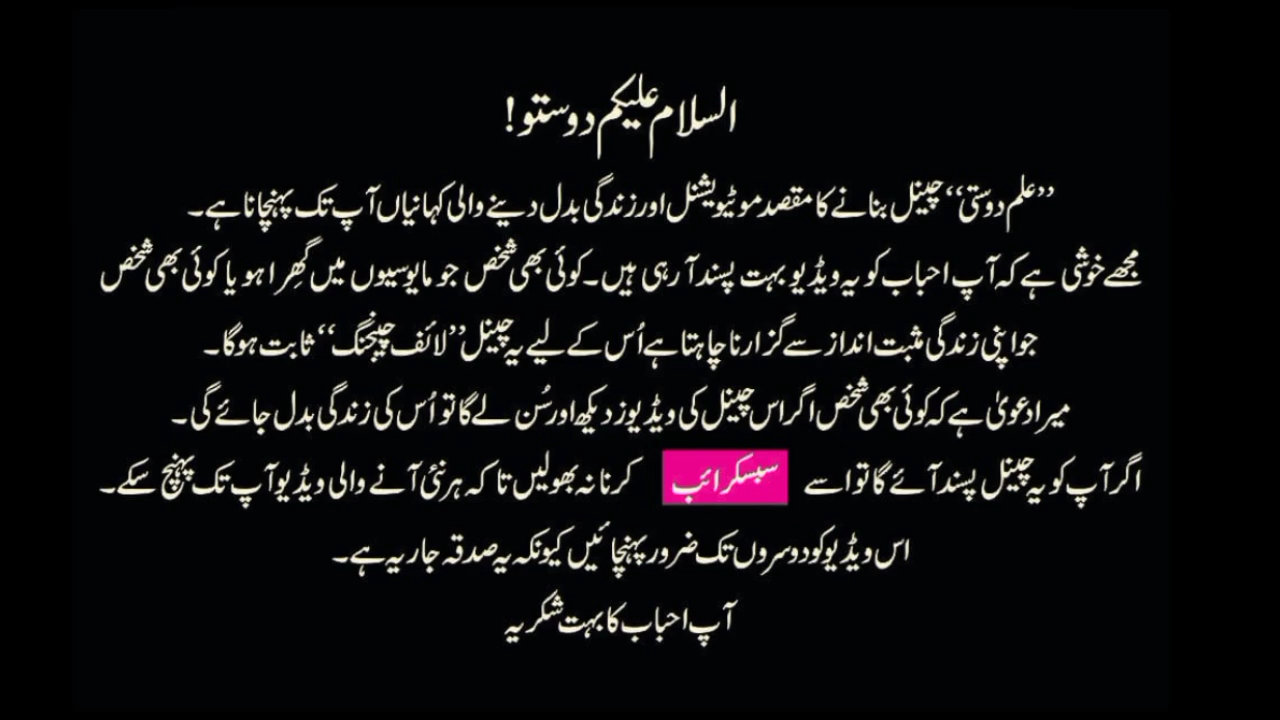 السلام علیکم دوستو!
”علم دوستی“ چینل بنانے کا مقصد موٹیویشنل اور زندگی بدل دینے والی کہانیاں آپ تک پہنچانا ہے۔
مجھے خوشی ہے کہ آپ احباب کو یہ ویڈیو بہت پسند آ رہی ہیں۔ کوئی بھی شخص جو مایوسیوں میں گھِرا ہو یا کوئی بھی شخص
جو اپنی زندگی مثبت انداز سے گزارنا چاہتا ہے اُس کے لیے یہ چینل ”لائف چینجنگ“ ثابت ہوگا۔
میرا دعویٰ ہے کہ کوئی بھی شخص اگر اس چینل کی ویڈیوز دیکھ اور سُن لے گا تو اُس کی زندگی بدل جائے گی۔
اگر آپ کو یہ چینل پسند آئے گا تو اسے سبسکرائب کرنا نہ بھولیں تا کہ ہر نئی آنے والی ویڈیو آپ تک پہنچ سکے۔
اس ویڈیو کو دوسروں تک ضرور پہنچائیں کیونکہ یہ صدقہ جاریہ ہے۔
آپ احباب کا بہت شکریہ